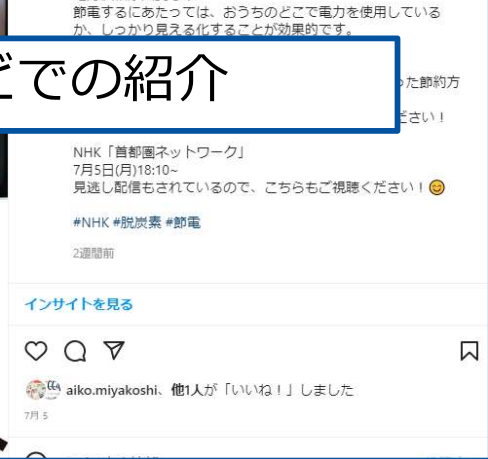 節電するにあたっては、おうちのどこで電力を使用している
か、しっかり見える化することが効果的です。
ビでの紹介
った節約方
ださい！
NHK「首都圏ネットワーク」
7月5日(月)18:10~
見逃し配信もされているので、こちらもご視聴ください！😊
#NHK #脱炭素 #節電
2週間前
インサイトを見る
aiko.miyakoshi、他1人が「いいね！」しました
7月 5